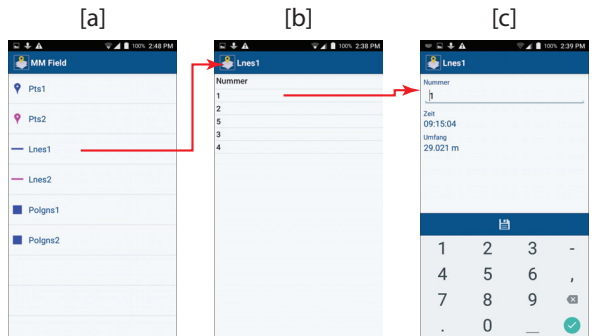 [a]
100% 2:48 PM
MM Field
Pts1
Pts2
Lnes1
Lnes2
Polgns1
Polgns2
[b]
100% 2:38 PM
Lnes1
Nummer
1
2
5
3
4
[c]
100% 2:39 PM
Lnes1
Nummer
1
Zeit
09:15:04
Umfang
29.021 m
1 2 3 -
4 5 6 ,
7 8 9
. 0 _